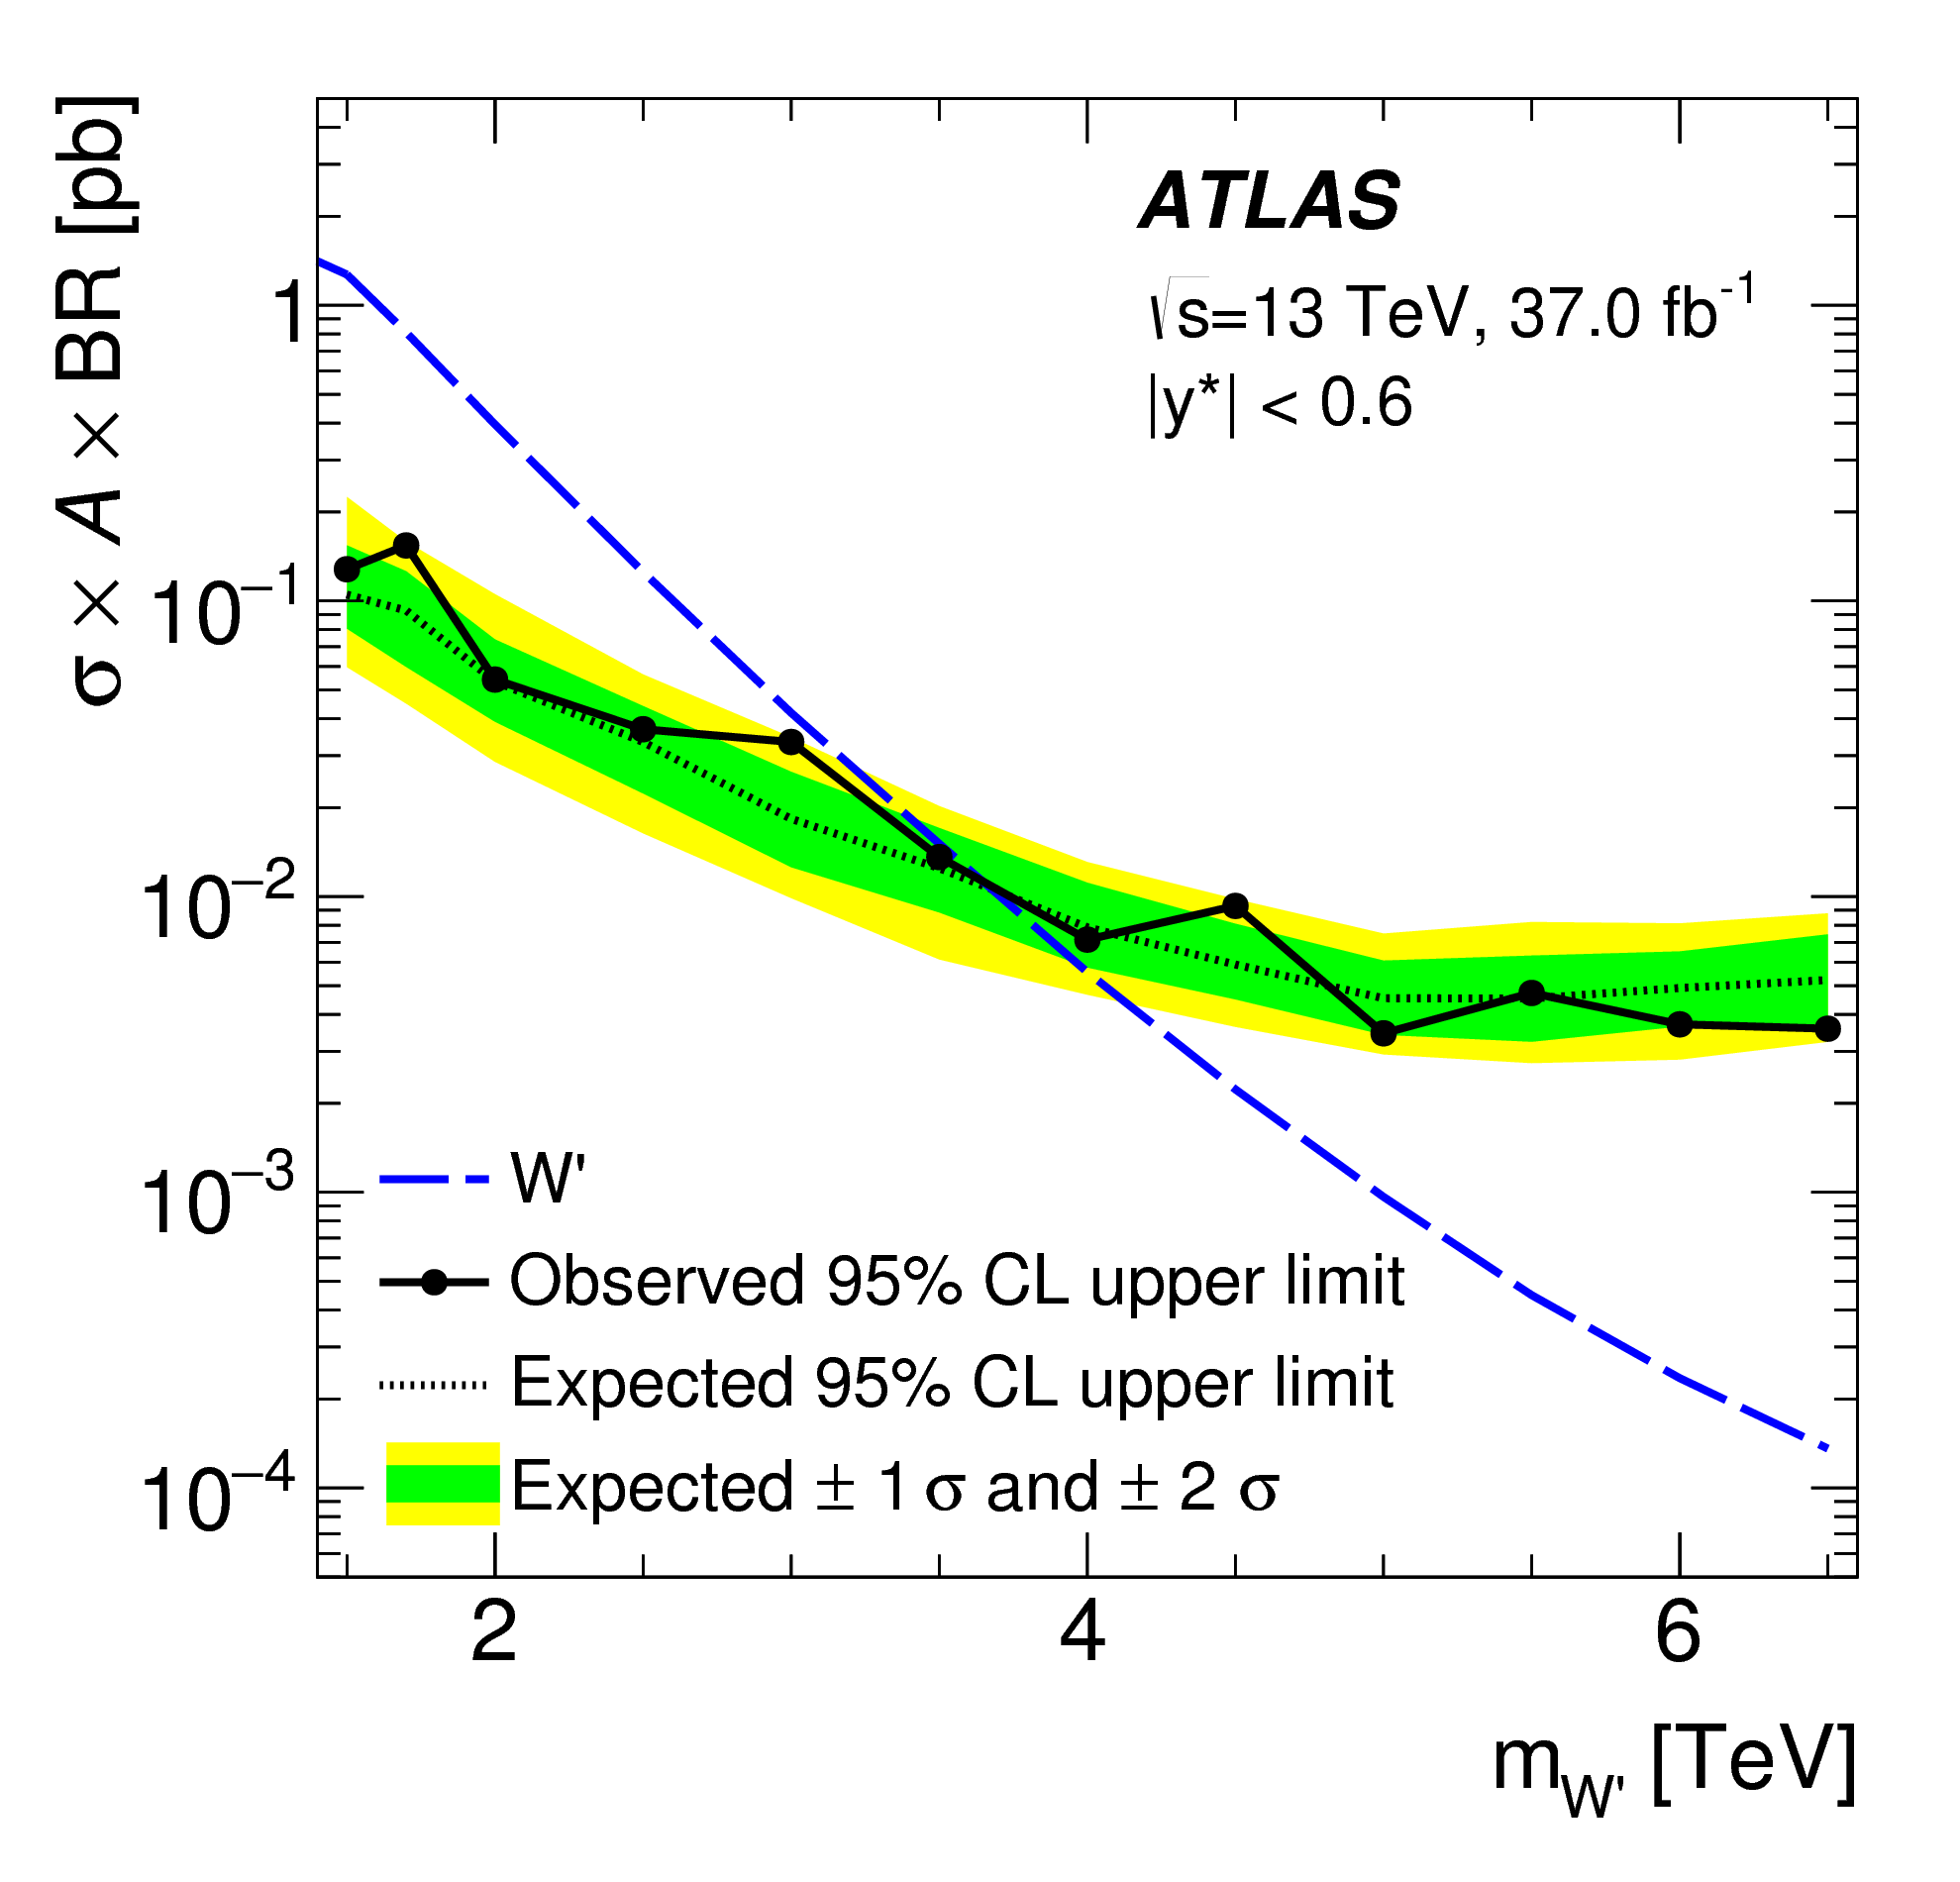 σ × A × BR [pb]
ATLAS
√s=13 TeV, 37.0 fb⁻¹
|y*| < 0.6
1
10⁻¹
10⁻²
10⁻³
10⁻⁴
W'
Observed 95% CL upper limit
Expected 95% CL upper limit
Expected ± 1 σ and ± 2 σ
2 4 6
m_W' [TeV]